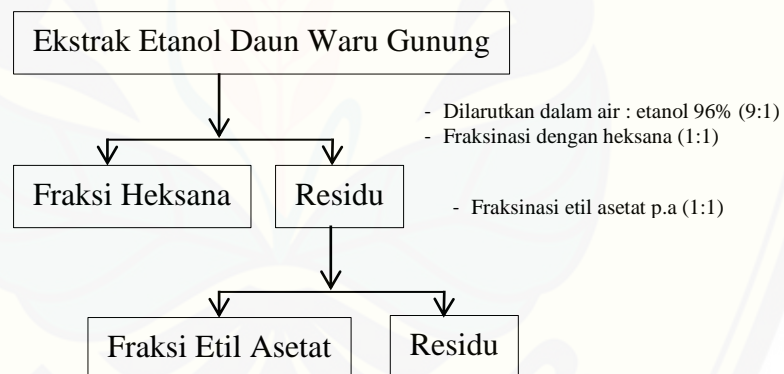 Ekstrak Etanol Daun Waru Gunung
- Dilarutkan dalam air : etanol 96% (9:1)
- Fraksinasi dengan heksana (1:1)
Fraksi Heksana
Residu
- Fraksinasi etil asetat p.a (1:1)
Fraksi Etil Asetat
Residu